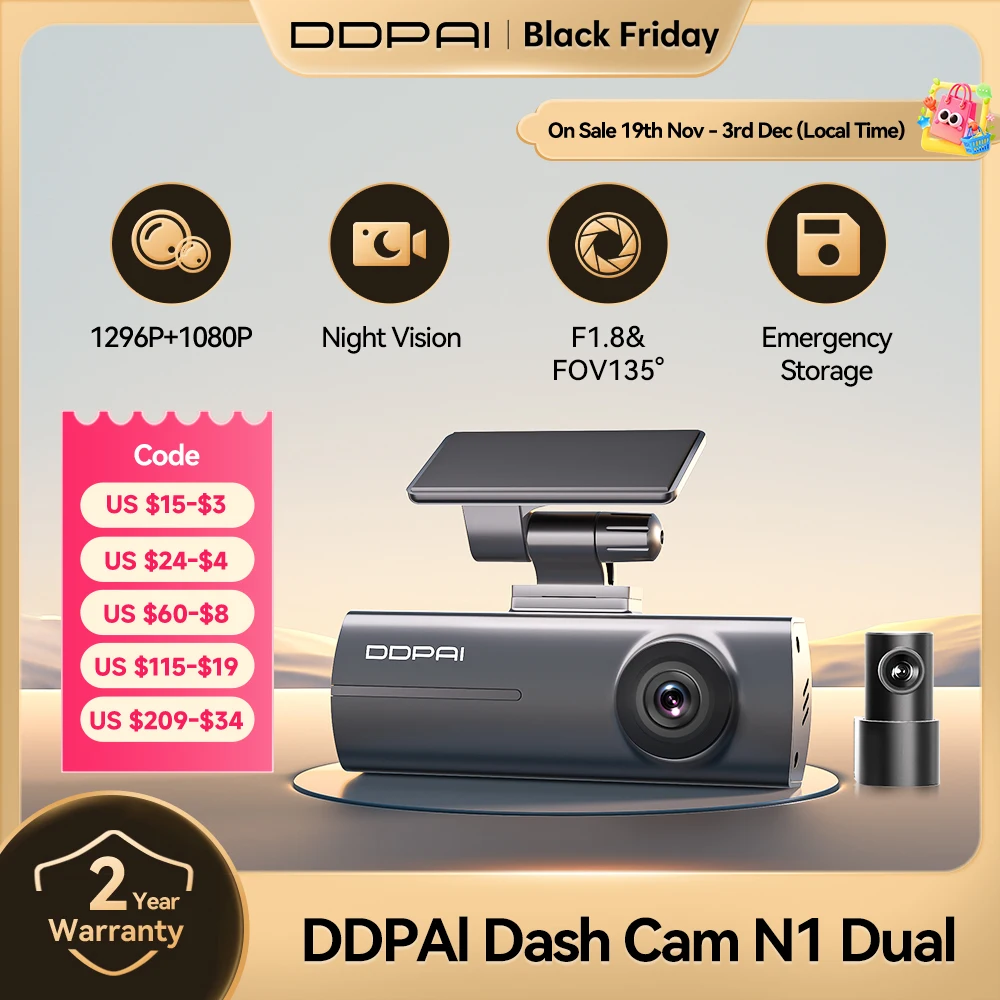 DDPAI | Black Friday
On Sale 19th Nov - 3rd Dec (Local Time)
1296P+1080P
Night Vision
F1.8&
FOV135°
Emergency
Storage
Code
US $15-$3
US $24-$4
US $60-$8
US $115-$19
US $209-$34
DDPAI
2 Year
Warranty
DDPAI Dash Cam N1 Dual